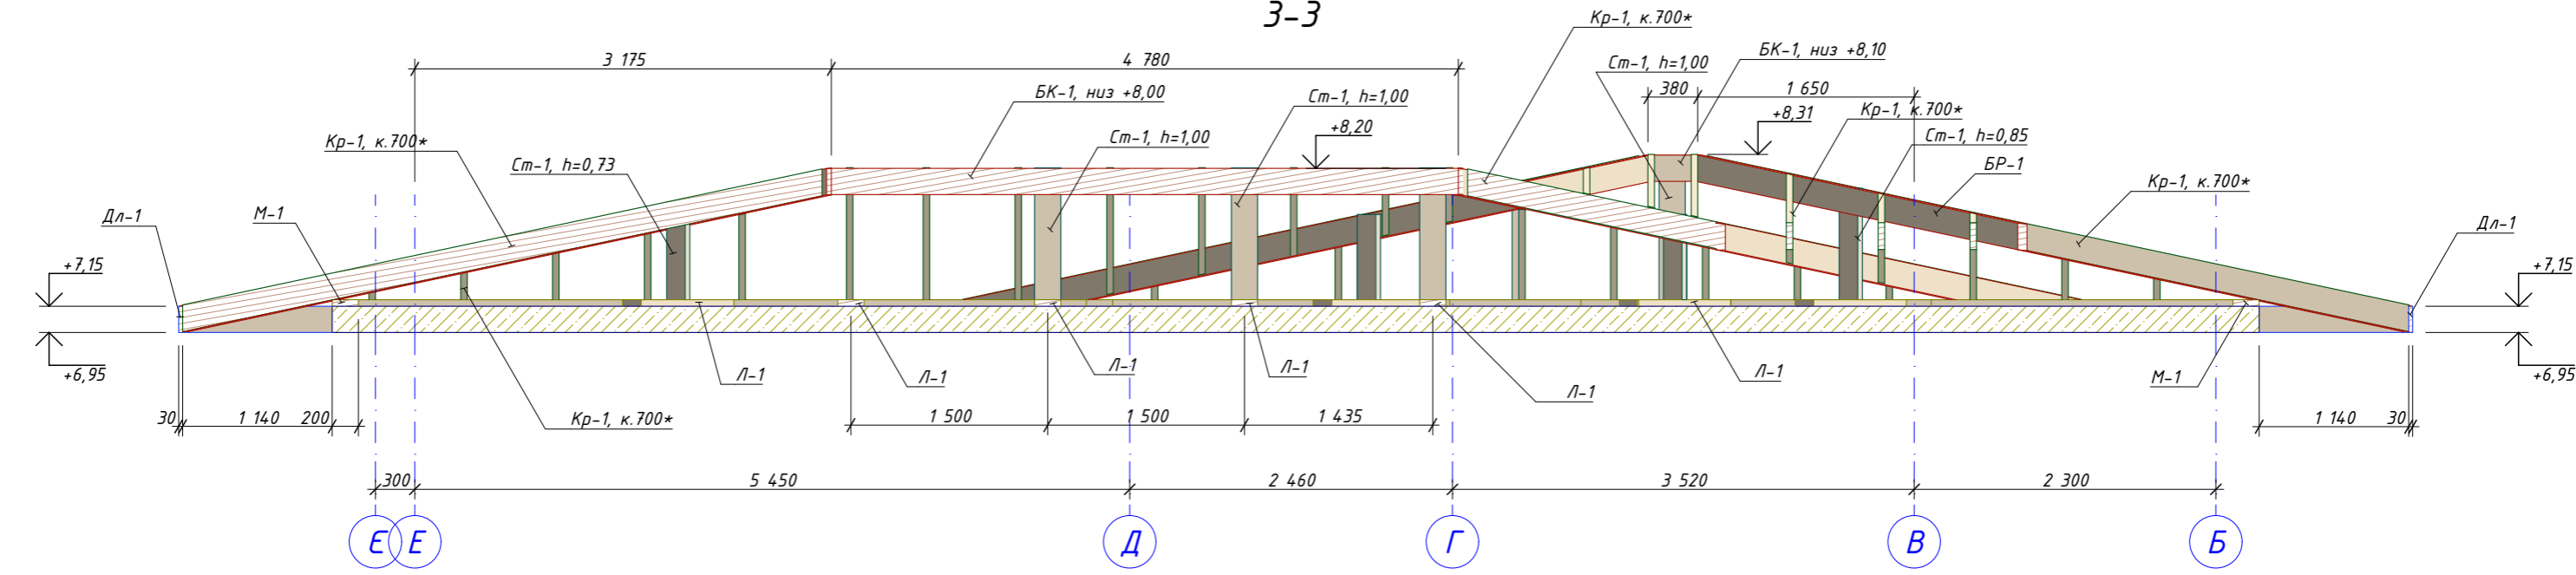 3-3
Кр-1, к.700*
3 175
4 780
БК-1, низ +8,10
Ст-1, h=1,00
380
1 650
БК-1, низ +8,00
Ст-1, h=1,00
+8,31
Кр-1, к.700*
Кр-1, к.700*
Ст-1, h=1,00
+8,20
Ст-1, h=0,85
Ст-1, h=0,73
БР-1
Кр-1, к.700*
Дл-1
М-1
Дл-1
+7,15
+7,15
+6,95
+6,95
Л-1
Л-1
Л-1
Л-1
Л-1
Л-1
М-1
30
1 140
200
Кр-1, к.700*
1 500
1 500
1 435
1 140
30
300
5 450
2 460
3 520
2 300
Є
Е
Д
Г
В
Б